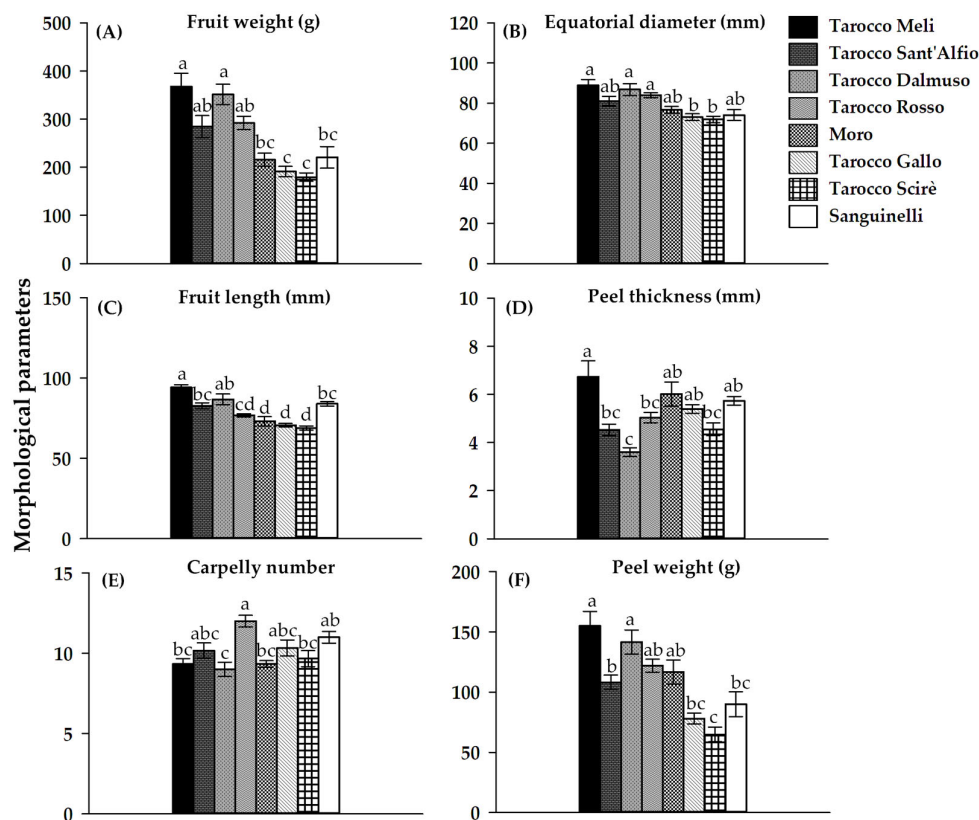 Morphological parameters
(A)
Fruit weight (g)
500
400
300
200
100
0
a
ab
a
ab
bc
c
c
bc
(B)
Equatorial diameter (mm)
120
100
80
60
40
20
0
a
ab
a
a
ab
b
b
ab
Tarocco Meli
Tarocco Sant'Alfio
Tarocco Dalmuso
Tarocco Rosso
Moro
Tarocco Gallo
Tarocco Scirè
Sanguinelli
(C)
Fruit length (mm)
150
100
50
0
a
bc
ab
cd
d
d
d
bc
(D)
Peel thickness (mm)
10
8
6
4
2
0
a
bc
c
bc
ab
ab
bc
ab
(E)
Carpelly number
15
10
5
0
bc
abc
c
a
bc
abc
bc
ab
(F)
Peel weight (g)
200
150
100
50
0
a
b
a
ab
ab
bc
c
bc